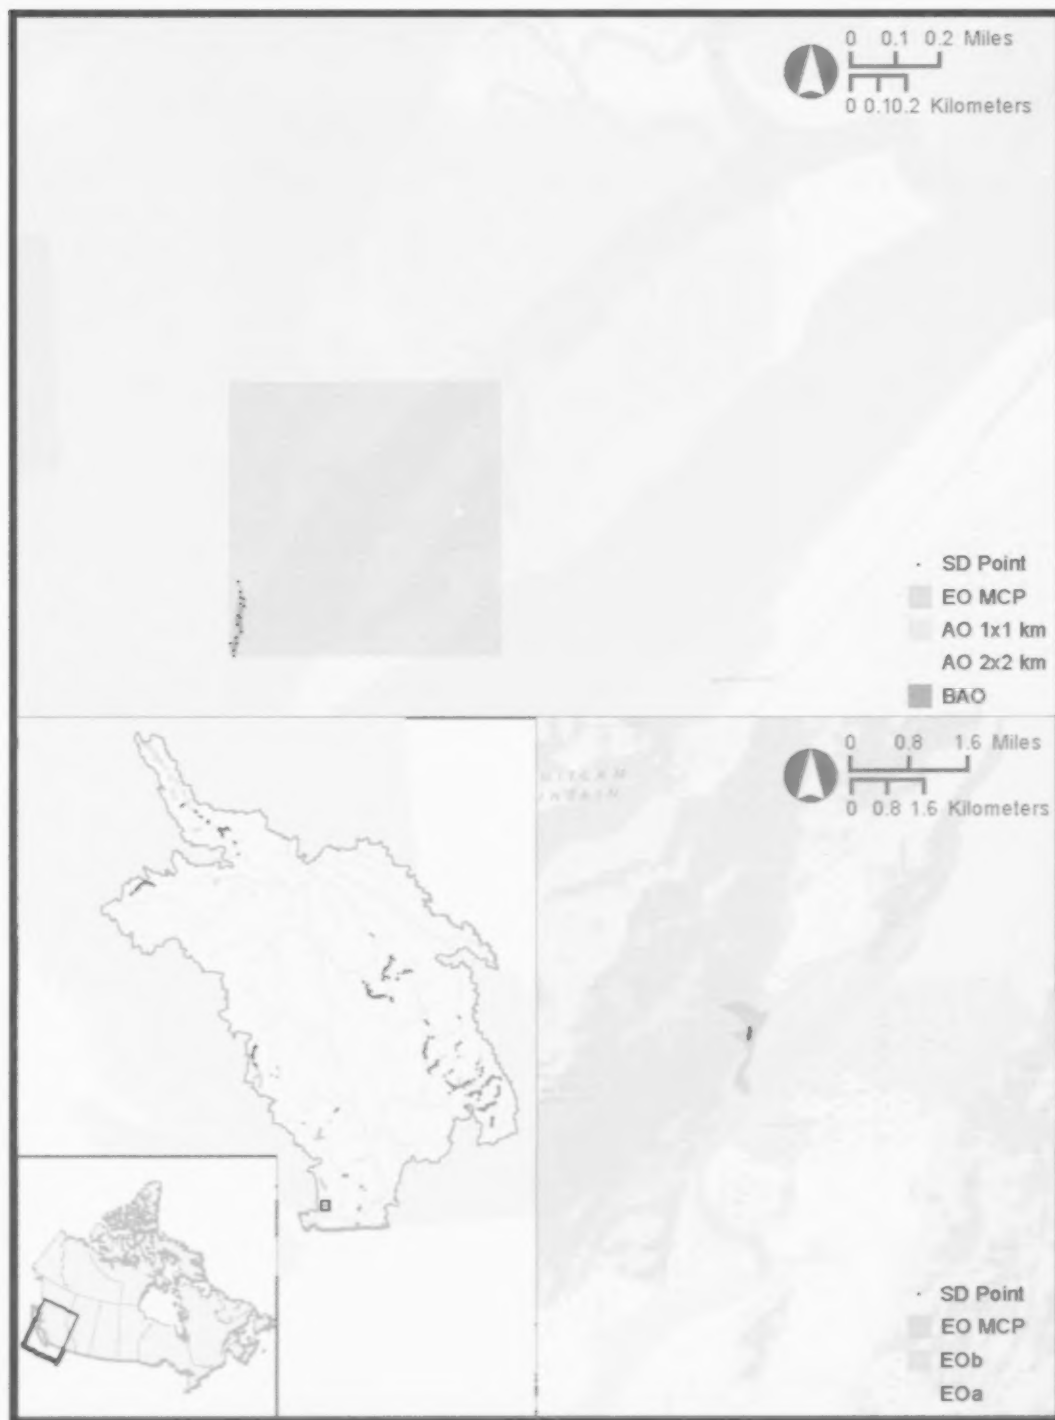 0 0.1 0.2 Miles
0 0.10.2 Kilometers
SD Point
EO MCP
AO 1x1 km
AO 2x2 km
BAO
0 0.8 1.6 Miles
0 0.8 1.6 Kilometers
SD Point
EO MCP
EOb
EOa